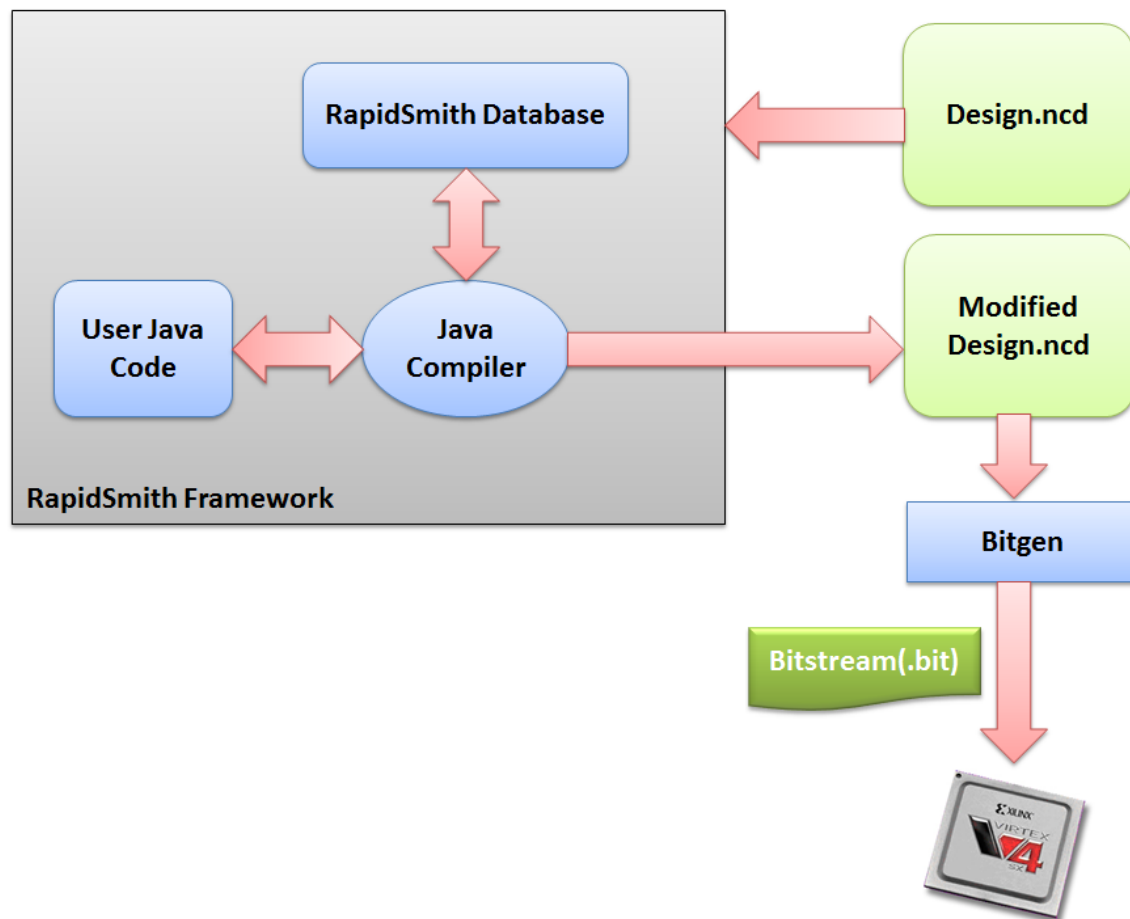 RapidSmith Database
Design.ncd
User Java
Code
Java
Compiler
Modified
Design.ncd
RapidSmith Framework
Bitgen
Bitstream(.bit)
XILINX
VIRTEX
4
SX